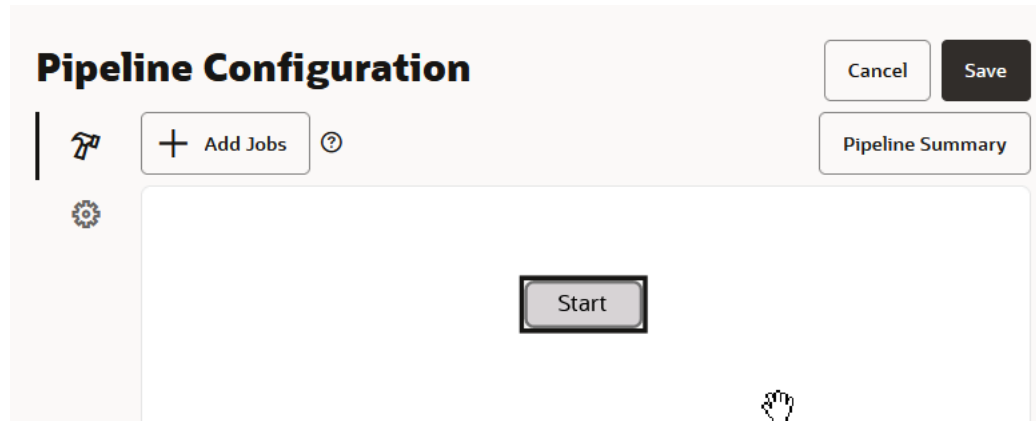 Pipeline Configuration
Cancel
Save
Add Jobs
?
Pipeline Summary
Start